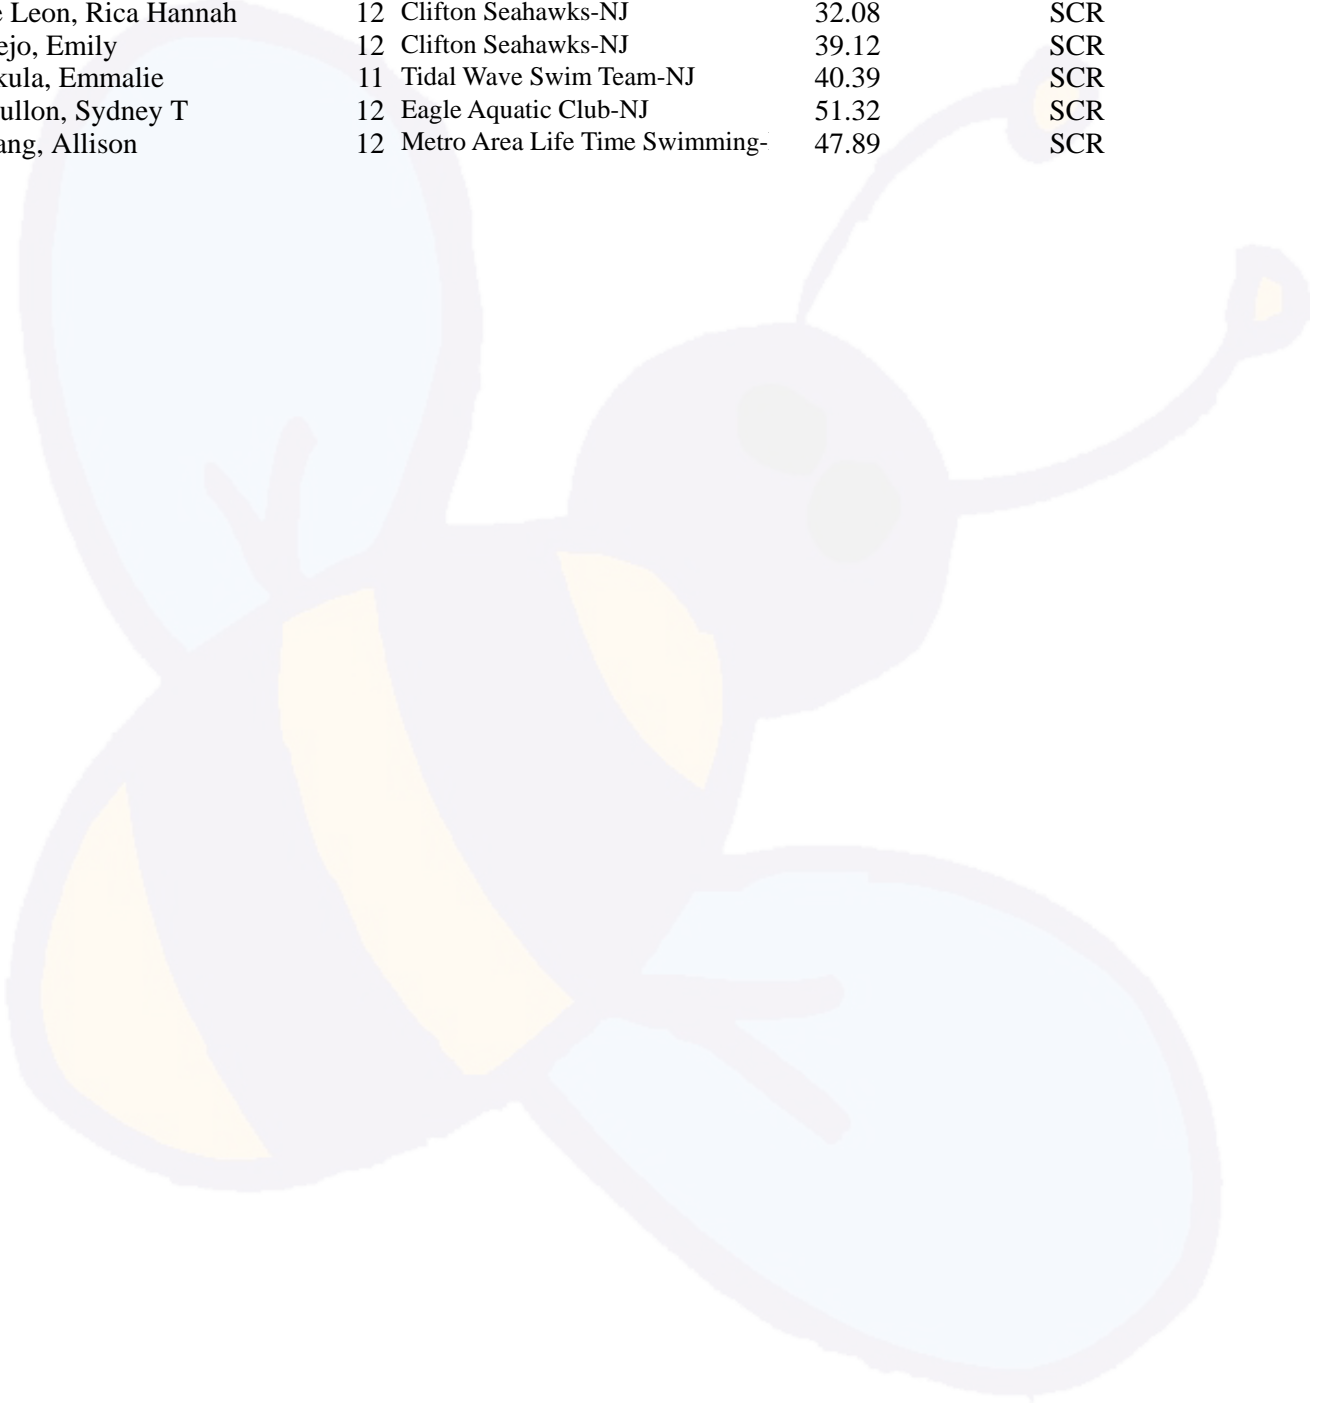 e Leon, Rica Hannah 12 Clifton Seahawks-NJ 32.08 SCR
ejo, Emily 12 Clifton Seahawks-NJ 39.12 SCR
kula, Emmalie 11 Tidal Wave Swim Team-NJ 40.39 SCR
ullon, Sydney T 12 Eagle Aquatic Club-NJ 51.32 SCR
ang, Allison 12 Metro Area Life Time Swimming- 47.89 SCR